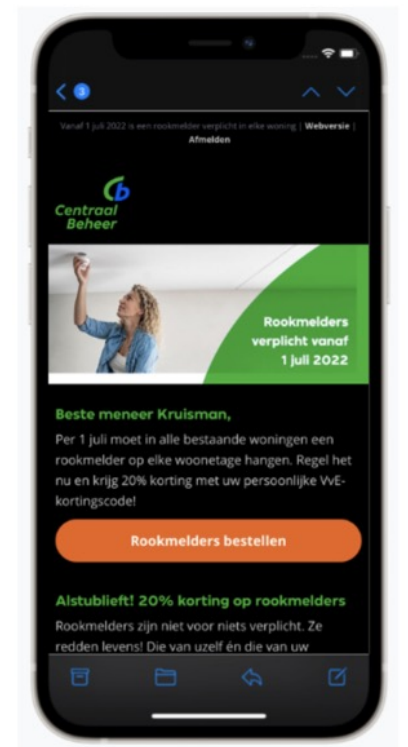 3
Vanaf 1 juli 2022 is een rookmelder verplicht in elke woning | Webversie |
Afmelden
Cb
Centraal
Beheer
Rookmelders
verplicht vanaf
1 juli 2022
Beste meneer Kruisman,
Per 1 juli moet in alle bestaande woningen een
rookmelder op elke woonetage hangen. Regel het
nu en krijg 20% korting met uw persoonlijke VvE-
kortingscode!
Rookmelders bestellen
Alstublieft! 20% korting op rookmelders
Rookmelders zijn niet voor niets verplicht. Ze
redden levens! Die van uzelf én die van uw